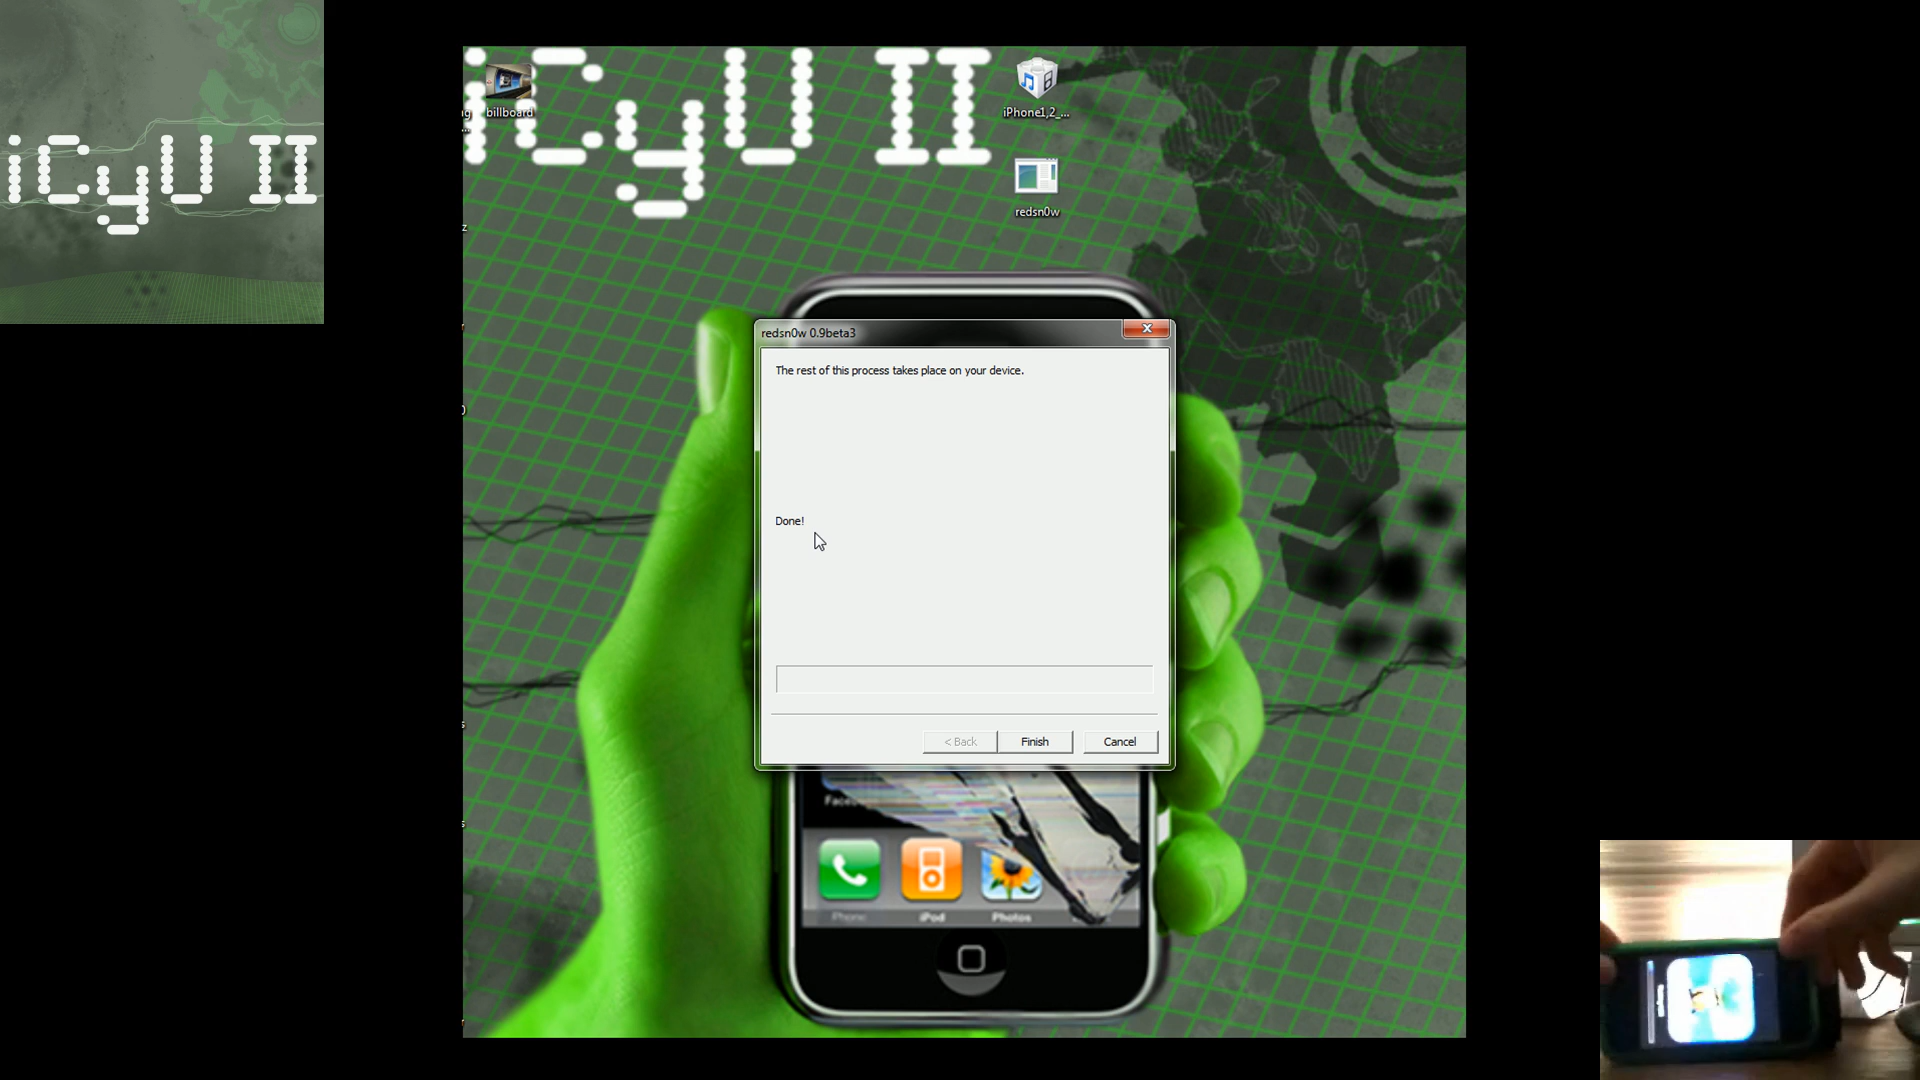 iCyU II
iCyU II
billboard
iPhone1,2_...
redsn0w
redsn0w 0.9beta3
The rest of this process takes place on your device.
Done!
< Back
Finish
Cancel
Phone
iPod
Photos